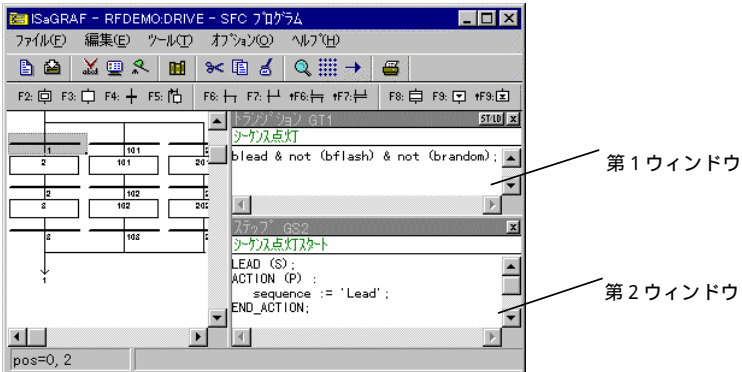 ISaGRAF - RFDEMO:DRIVE - SFC プログラム
ファイル(F) 編集(E) ツール(T) オプション(O) ヘルプ(H)
F2: F3: F4: F5: F6: F7: ↑F6: ↑F7: F8: F9: ↑F9:
トランジション GT1 ST/LD
シーケンス点灯
blead & not (bflash) & not (brandom);
第1ウィンドウ
1 101
2 101 201
2 102
3 102 202
3 103
1
ステップ GS2
シーケンス点灯スタート
LEAD (S);
ACTION (P) :
sequence := 'Lead';
END_ACTION;
第2ウィンドウ
pos=0, 2